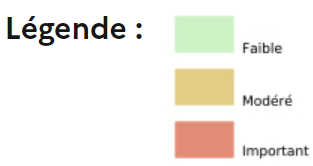 Légende :
Faible
Modéré
Important